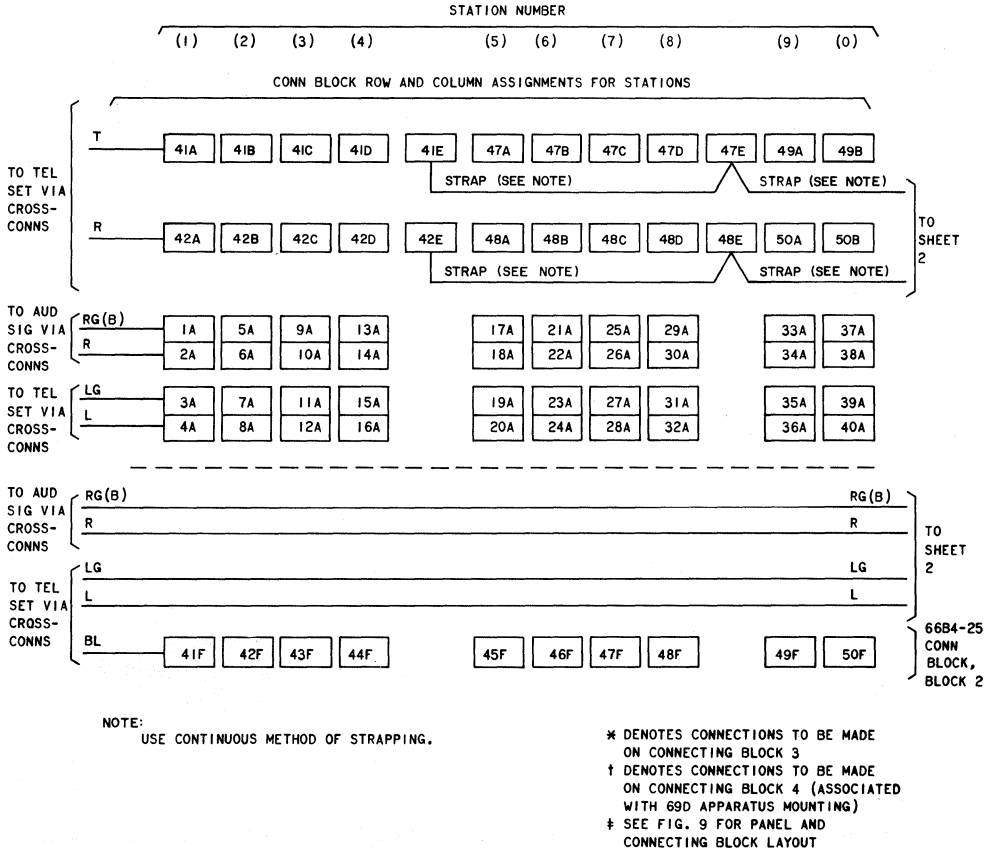 STATION NUMBER
(1) (2) (3) (4) (5) (6) (7) (8) (9) (0)
CONN BLOCK ROW AND COLUMN ASSIGNMENTS FOR STATIONS
TO TEL
SET VIA
CROSS-
CONNS
T
41A 41B 41C 41D 41E 47A 47B 47C 47D 47E 49A 49B
STRAP (SEE NOTE) STRAP (SEE NOTE)
R
42A 42B 42C 42D 42E 48A 48B 48C 48D 48E 50A 50B
STRAP (SEE NOTE) STRAP (SEE NOTE)
TO
SHEET
2
TO AUD
SIG VIA
CROSS-
CONNS
RG(B)
1A 5A 9A 13A 17A 21A 25A 29A 33A 37A
R
2A 6A 10A 14A 18A 22A 26A 30A 34A 38A
TO TEL
SET VIA
CROSS-
CONNS
LG
3A 7A 11A 15A 19A 23A 27A 31A 35A 39A
L
4A 8A 12A 16A 20A 24A 28A 32A 36A 40A
TO AUD
SIG VIA
CROSS-
CONNS
RG(B) RG(B)
R R
TO TEL
SET VIA
CROSS-
CONNS
LG LG
L L
TO
SHEET
2
BL
41F 42F 43F 44F 45F 46F 47F 48F 49F 50F
66B4-25
CONN
BLOCK,
BLOCK 2
NOTE:
USE CONTINUOUS METHOD OF STRAPPING.
* DENOTES CONNECTIONS TO BE MADE
ON CONNECTING BLOCK 3
† DENOTES CONNECTIONS TO BE MADE
ON CONNECTING BLOCK 4 (ASSOCIATED
WITH 69D APPARATUS MOUNTING)
‡ SEE FIG. 9 FOR PANEL AND
CONNECTING BLOCK LAYOUT